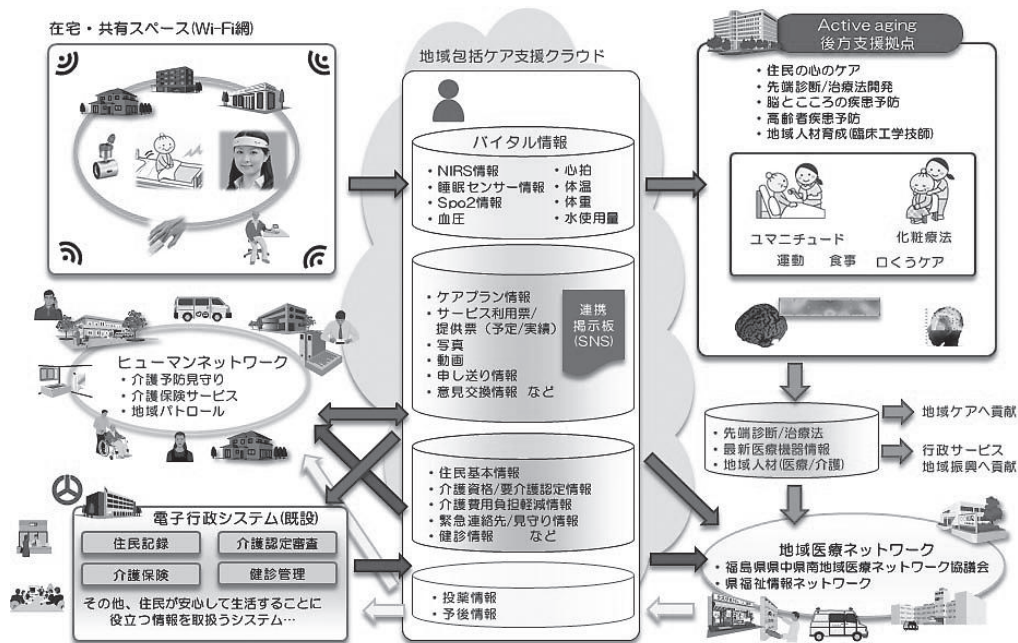 在宅・共有スペース(Wi-Fi網)
地域包括ケア支援クラウド
バイタル情報
・NIRS情報
・睡眠センサー情報
・Spo2情報
・血圧
・心拍
・体温
・体重
・水使用量
・ケアプラン情報
・サービス利用票/
提供票（予定/実績）
・写真
・動画
・申し送り情報
・意見交換情報 など
連携
掲示板
(SNS)
・住民基本情報
・介護資格/要介護認定情報
・介護費用負担軽減情報
・緊急連絡先/見守り情報
・健診情報 など
・投薬情報
・予後情報
Active aging
後方支援拠点
・住民の心のケア
・先端診断/治療法開発
・脳とこころの疾患予防
・高齢者疾患予防
・地域人材育成(臨床工学技師)
ユマニチュード
化粧療法
運動 食事 口くうケア
・先端診断/治療法
・最新医療機器情報
・地域人材(医療/介護)
地域ケアへ貢献
行政サービス
地域振興へ貢献
地域医療ネットワーク
・福島県県中県南地域医療ネットワーク協議会
・県福祉情報ネットワーク
ヒューマンネットワーク
・介護予防見守り
・介護保険サービス
・地域パトロール
電子行政システム(既設)
住民記録
介護認定審査
介護保険
健診管理
その他、住民が安心して生活することに
役立つ情報を取扱うシステム…